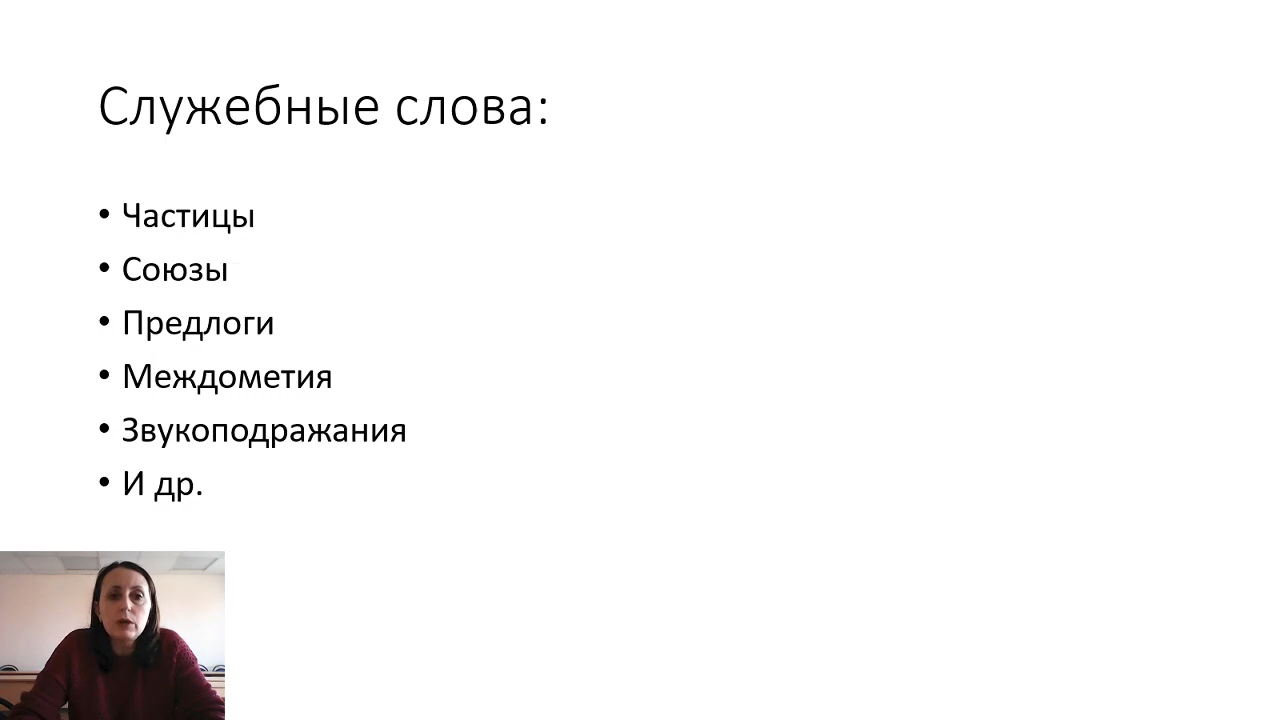 Служебные слова:
• Частицы
• Союзы
• Предлоги
• Междометия
• Звукоподражания
• И др.